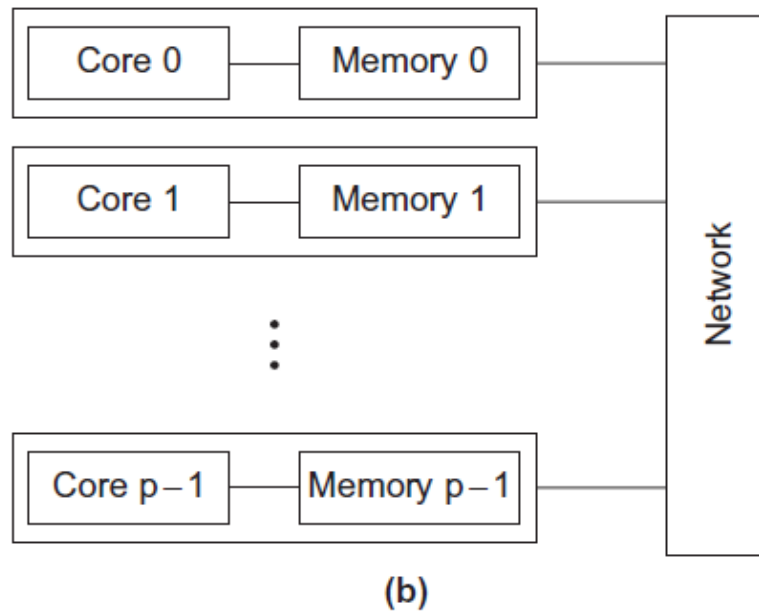 Core 0
Memory 0
Core 1
Memory 1
Core p−1
Memory p−1
Network
(b)